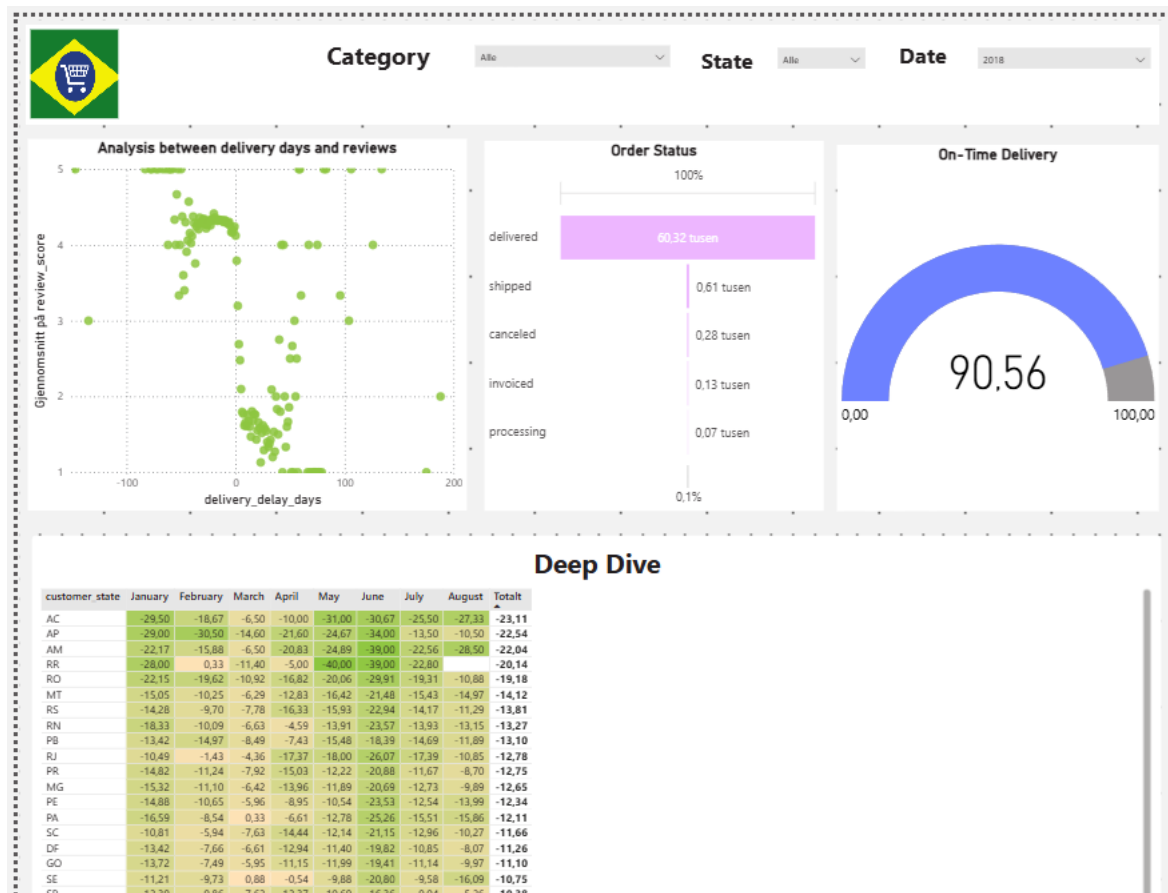 Category Alle State Alle Date 2018
Analysis between delivery days and reviews
Gjennomsnitt på review_score
5
4
3
2
1
-100 0 100 200
delivery_delay_days
Order Status
100%
delivered 60,32 tusen
shipped 0,61 tusen
canceled 0,28 tusen
invoiced 0,13 tusen
processing 0,07 tusen
0,1%
On-Time Delivery
90,56
0,00 100,00
Deep Dive
customer_state January February March April May June July August Totalt
AC -29,50 -18,67 -6,50 -10,00 -31,00 -30,67 -25,50 -27,33 -23,11
AP -29,00 -30,50 -14,60 -21,60 -24,67 -34,00 -13,50 -10,50 -22,54
AM -22,17 -15,88 -6,50 -20,83 -24,89 -39,00 -22,56 -28,50 -22,04
RR -28,00 0,33 -11,40 -5,00 -40,00 -39,00 -22,80 -20,14
RO -22,15 -19,62 -10,92 -16,82 -20,06 -29,91 -19,31 -10,88 -19,18
MT -15,05 -10,25 -6,29 -12,83 -16,42 -21,48 -15,43 -14,97 -14,12
RS -14,28 -9,70 -7,78 -16,33 -15,93 -22,94 -14,17 -11,29 -13,81
RN -18,33 -10,09 -6,63 -4,59 -13,91 -23,57 -13,93 -13,15 -13,27
PB -13,42 -14,97 -8,49 -7,43 -15,48 -18,39 -14,69 -11,89 -13,10
RJ -10,49 -1,43 -4,36 -17,37 -18,00 -26,07 -17,39 -10,85 -12,78
PR -14,82 -11,24 -7,92 -15,03 -12,22 -20,88 -11,67 -8,70 -12,75
MG -15,32 -11,10 -6,42 -13,96 -11,89 -20,69 -12,73 -9,89 -12,65
PE -14,88 -10,65 -5,96 -8,95 -10,54 -23,53 -12,54 -13,99 -12,34
PA -16,59 -8,54 0,33 -6,61 -12,78 -25,26 -15,51 -15,86 -12,11
SC -10,81 -5,94 -7,63 -14,44 -12,14 -21,15 -12,96 -10,27 -11,66
DF -13,42 -7,66 -6,61 -12,94 -11,40 -19,82 -10,85 -8,07 -11,26
GO -13,72 -7,49 -5,95 -11,15 -11,99 -19,41 -11,14 -9,97 -11,10
SE -11,21 -9,73 0,88 -0,54 -9,88 -20,80 -9,58 -16,09 -10,75